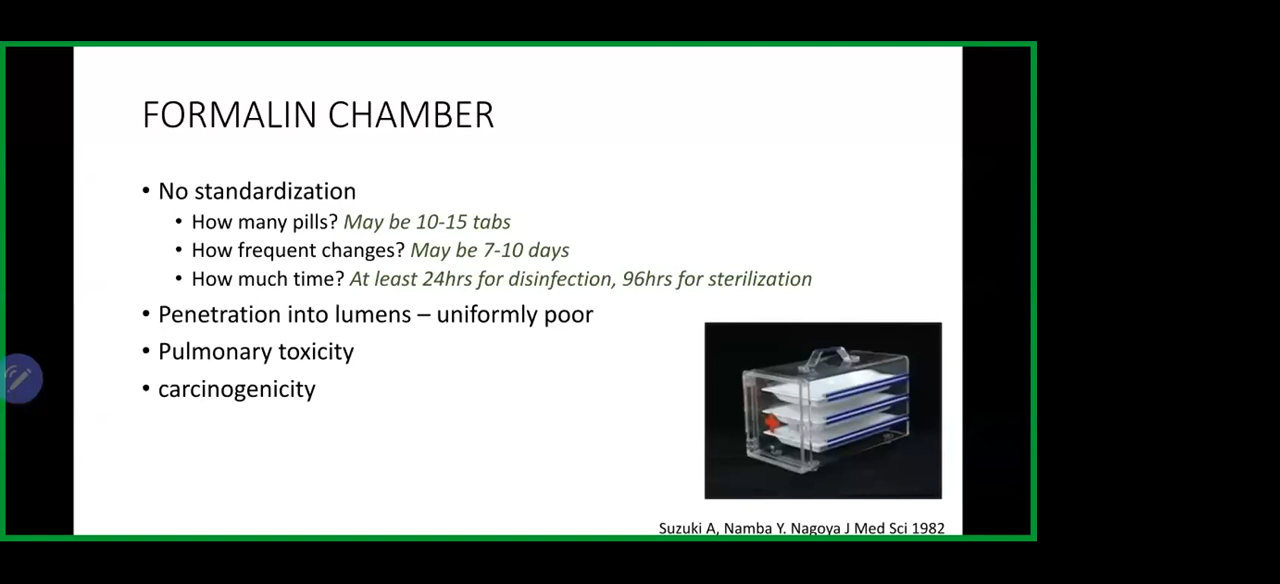 FORMALIN CHAMBER
• No standardization
• How many pills? May be 10-15 tabs
• How frequent changes? May be 7-10 days
• How much time? At least 24hrs for disinfection, 96hrs for sterilization
• Penetration into lumens – uniformly poor
• Pulmonary toxicity
• carcinogenicity
Suzuki A, Namba Y. Nagoya J Med Sci 1982